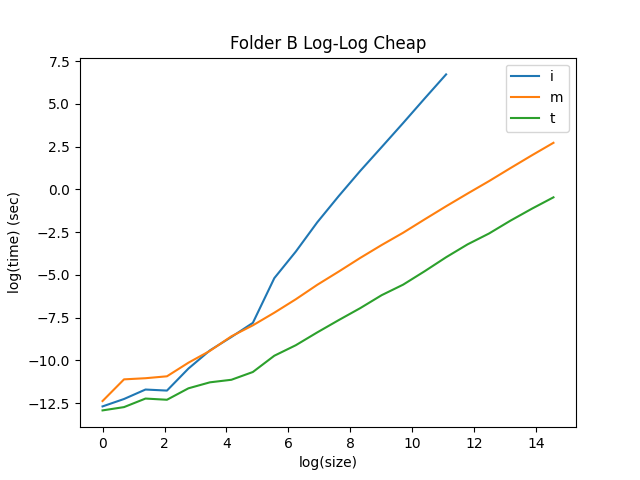 Folder B Log-Log Cheap
i
m
t
7.5
5.0
2.5
0.0
−2.5
−5.0
−7.5
−10.0
−12.5
log(time) (sec)
0 2 4 6 8 10 12 14
log(size)